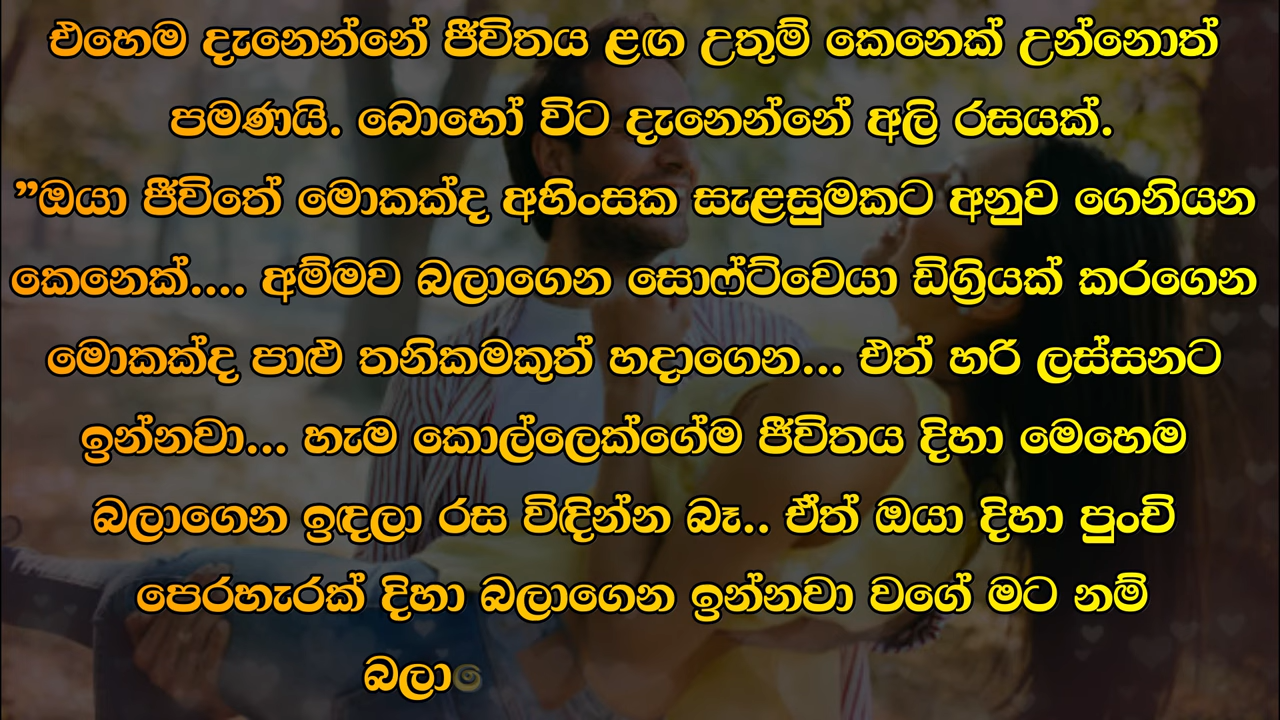 එහෙම දැනෙන්නේ ජීවිතය ළඟ උතුම් කෙනෙක් උන්නොත්
පමණයි. බොහෝ විට දැනෙන්නේ අලි රසයක්.
”ඔයා ජීවිතේ මොකක්ද අහිංසක සැළසුමකට අනුව ගෙනියන
කෙනෙක්.... අම්මව බලාගෙන සොෆ්ට්වෙයා ඩිග්‍රියක් කරගෙන
මොකක්ද පාළු තනිකමකුත් හදාගෙන... එත් හරි ලස්සනට
ඉන්නවා... හැම කොල්ලෙක්ගේම ජීවිතය දිහා මෙහෙම
බලාගෙන ඉඳලා රස විඳින්න බෑ.. ඒත් ඔයා දිහා පුංචි
පෙරහැරක් දිහා බලාගෙන ඉන්නවා වගේ මට නම්
බලා